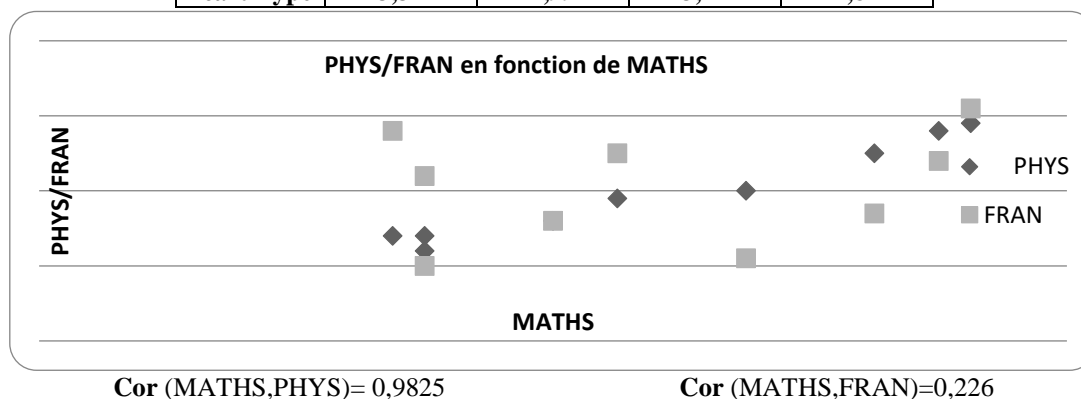 PHYS/FRAN en fonction de MATHS
PHYS/FRAN
PHYS
FRAN
MATHS
Cor (MATHS,PHYS)= 0,9825 Cor (MATHS,FRAN)=0,226